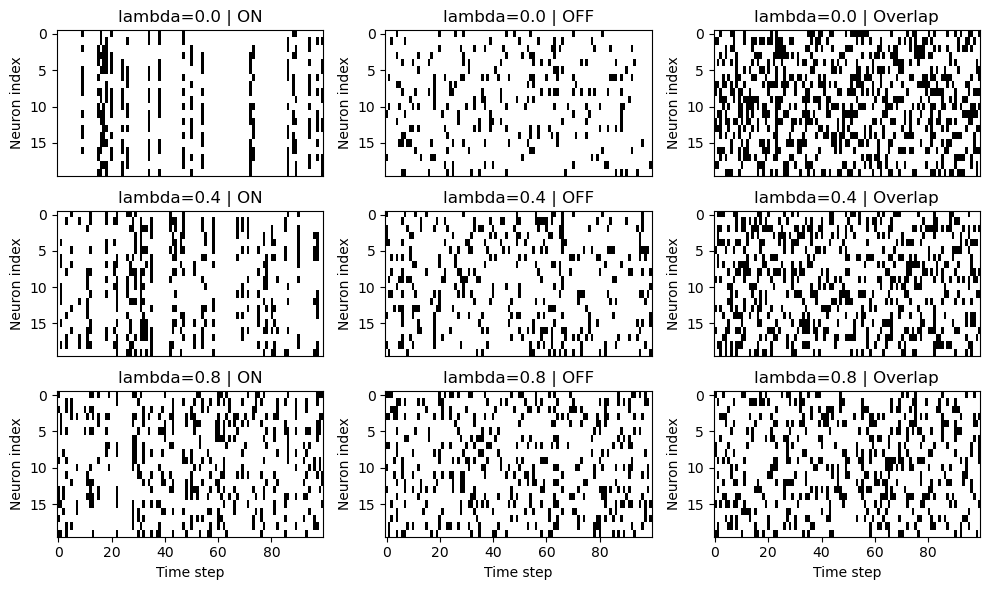 lambda=0.0 | ON
lambda=0.0 | OFF
lambda=0.0 | Overlap
Neuron index
0
5
10
15
Neuron index
0
5
10
15
Neuron index
0
5
10
15
lambda=0.4 | ON
lambda=0.4 | OFF
lambda=0.4 | Overlap
Neuron index
0
5
10
15
Neuron index
0
5
10
15
Neuron index
0
5
10
15
lambda=0.8 | ON
lambda=0.8 | OFF
lambda=0.8 | Overlap
Neuron index
0
5
10
15
Neuron index
0
5
10
15
Neuron index
0
5
10
15
0 20 40 60 80
0 20 40 60 80
0 20 40 60 80
Time step
Time step
Time step